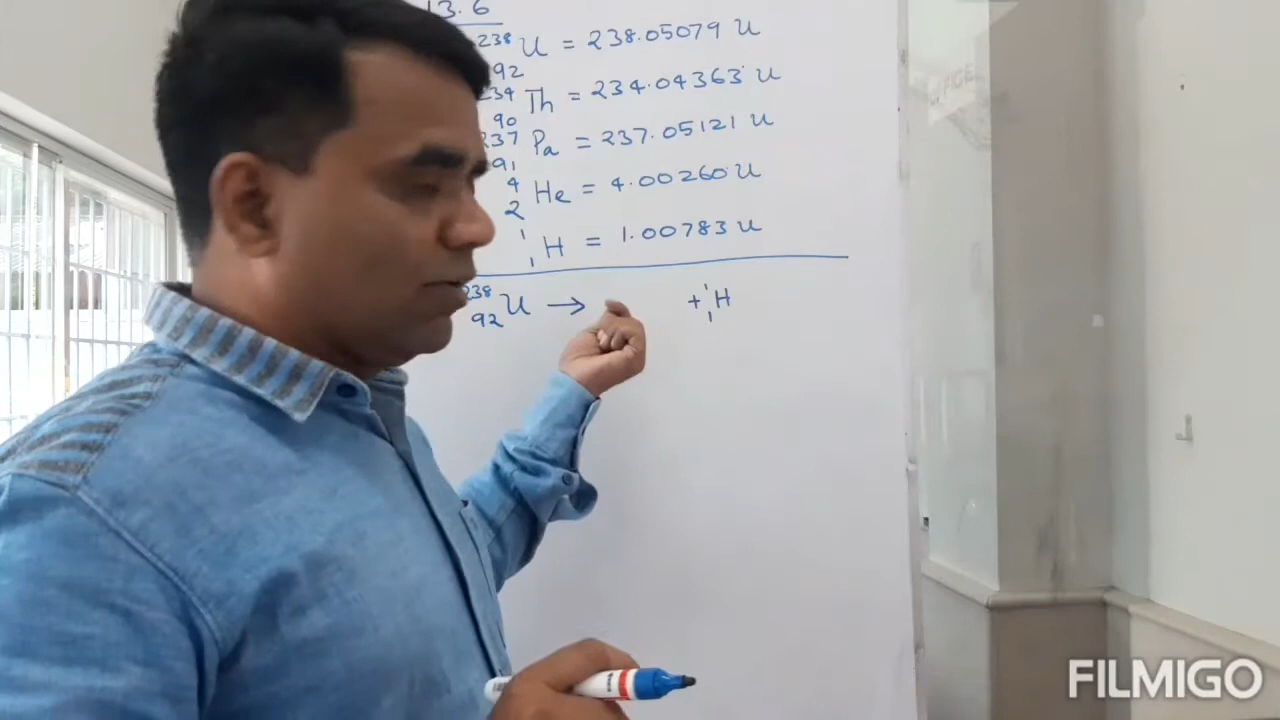 13.6
238 92 U = 238.05079 u
234 90 Th = 234.04363 u
237 91 Pa = 237.05121 u
4 2 He = 4.00260 u
1 1 H = 1.00783 u
238 92 U → + 1 1 H
FILMIGO